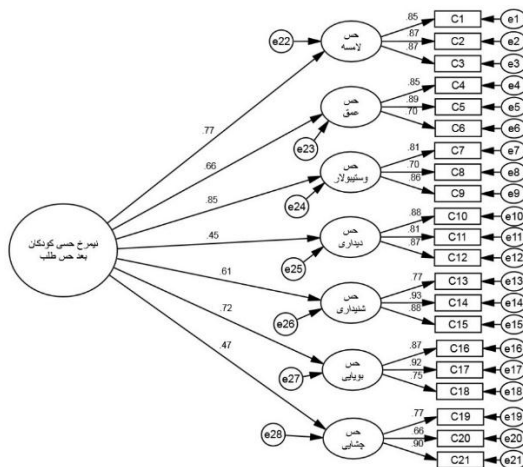 نیمرخ حسی کودکان
بعد حس طلب
.77
.66
.85
.45
.61
.72
.47
e22
حس
لامسه
.85
.87
.87
C1
C2
C3
e1
e2
e3
e23
حس
عمق
.85
.89
.70
C4
C5
C6
e4
e5
e6
e24
حس
وستیبولار
.81
.70
.86
C7
C8
C9
e7
e8
e9
e25
حس
دیداری
.88
.81
.87
C10
C11
C12
e10
e11
e12
e26
حس
شنیداری
.77
.93
.88
C13
C14
C15
e13
e14
e15
e27
حس
بویایی
.87
.92
.75
C16
C17
C18
e16
e17
e18
e28
حس
چشایی
.77
.66
.90
C19
C20
C21
e19
e20
e21